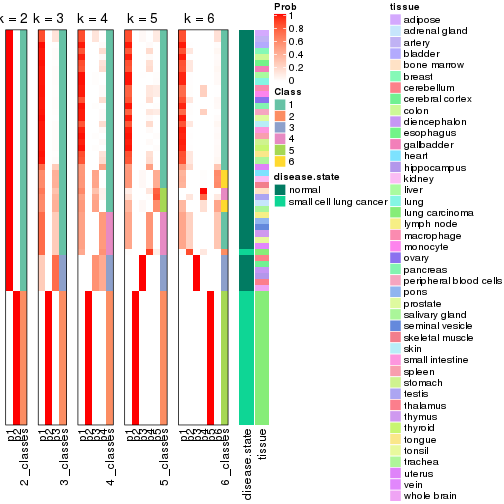 k = 2
k = 3
k = 4
k = 5
k = 6
p1
p2
2_classes
p1
p2
p3
3_classes
p1
p2
p3
p4
4_classes
p1
p2
p3
p4
p5
5_classes
p1
p2
p3
p4
p5
p6
6_classes
disease.state
tissue
Prob
1
0.8
0.6
0.4
0.2
0
Class
1
2
3
4
5
6
disease.state
normal
small cell lung cancer
tissue
adipose
adrenal gland
artery
bladder
bone marrow
breast
cerebellum
cerebral cortex
colon
diencephalon
esophagus
gallbladder
heart
hippocampus
kidney
liver
lung
lung carcinoma
lymph node
macrophage
monocyte
ovary
pancreas
peripheral blood cells
pons
prostate
salivary gland
seminal vesicle
skeletal muscle
skin
small intestine
spleen
stomach
testis
thalamus
thymus
thyroid
tongue
tonsil
trachea
uterus
vein
whole brain